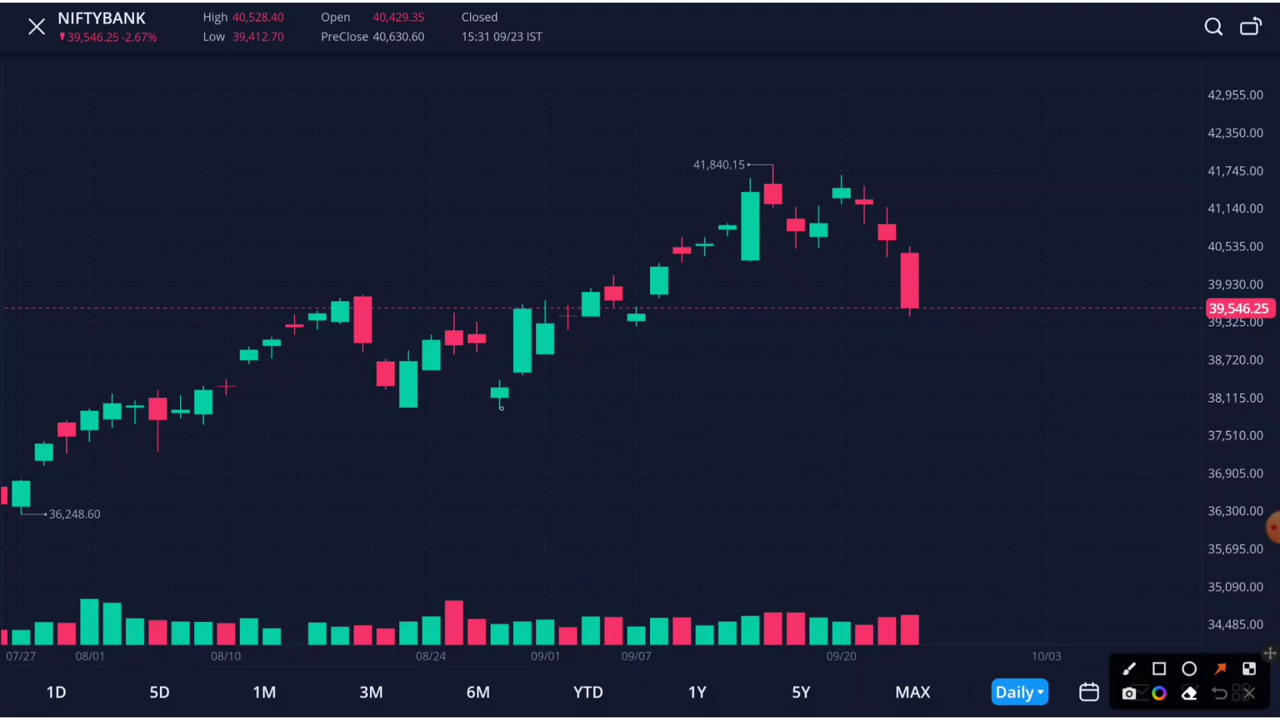 NIFTYBANK
▼39,546.25 -2.67%
High 40,528.40
Low 39,412.70
Open 40,429.35
PreClose 40,630.60
Closed
15:31 09/23 IST
42,955.00
42,350.00
41,840.15
41,745.00
41,140.00
40,535.00
39,930.00
39,546.25
39,325.00
38,720.00
38,115.00
37,510.00
36,905.00
36,300.00
36,248.60
35,695.00
35,090.00
34,485.00
07/27 08/01 08/10 08/24 09/01 09/07 09/20 10/03
1D 5D 1M 3M 6M YTD 1Y 5Y MAX Daily